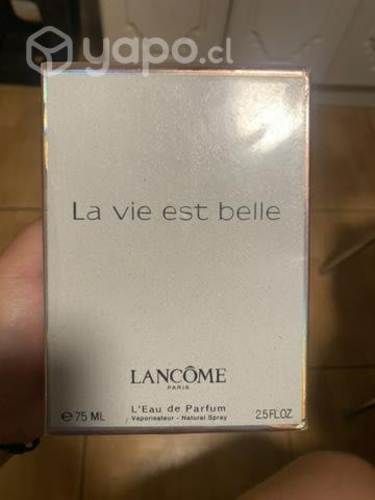 yapo.cl
La vie est belle
LANCÔME
PARIS
L'Eau de Parfum
Vaporisateur - Natural Spray
℮ 75 ML
2.5 FL.OZ